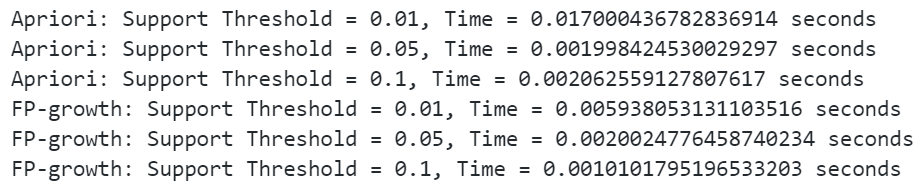 Apriori: Support Threshold = 0.01, Time = 0.017000436782836914 seconds
Apriori: Support Threshold = 0.05, Time = 0.001998424530029297 seconds
Apriori: Support Threshold = 0.1, Time = 0.002062559127807617 seconds
FP-growth: Support Threshold = 0.01, Time = 0.005938053131103516 seconds
FP-growth: Support Threshold = 0.05, Time = 0.0020024776458740234 seconds
FP-growth: Support Threshold = 0.1, Time = 0.0010101795196533203 seconds